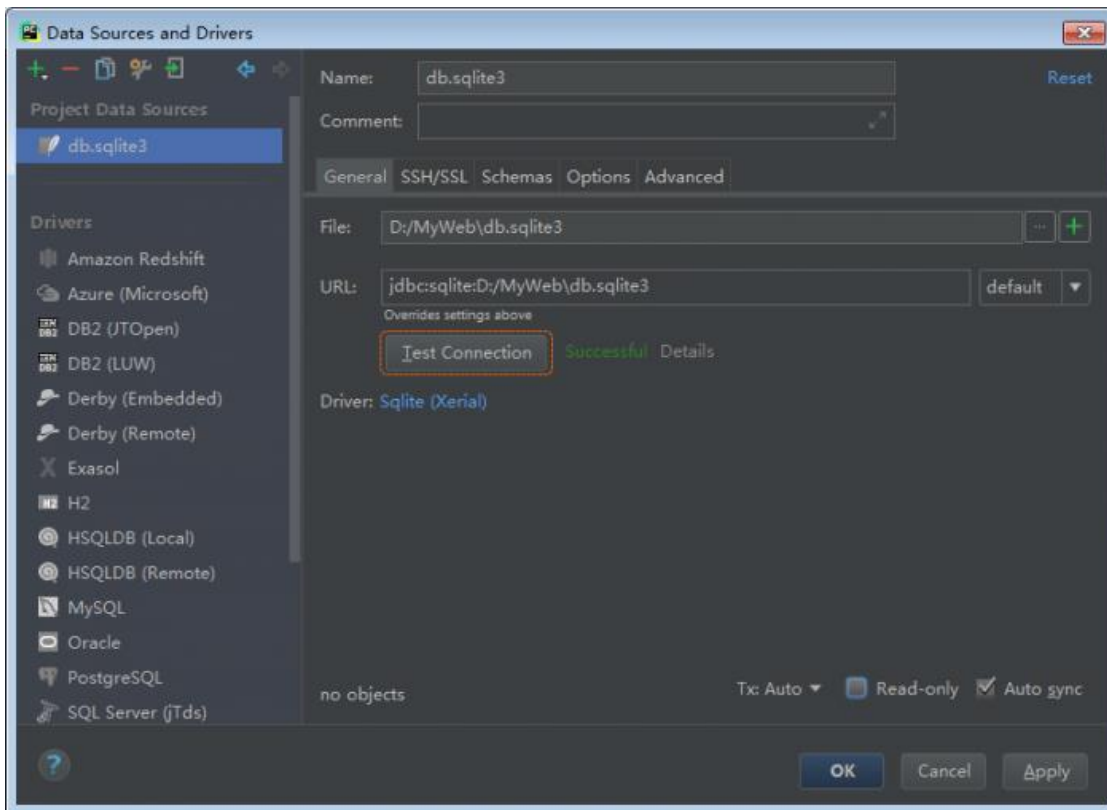 Data Sources and Drivers
Project Data Sources
db.sqlite3
Drivers
Amazon Redshift
Azure (Microsoft)
DB2 (JTOpen)
DB2 (LUW)
Derby (Embedded)
Derby (Remote)
Exasol
H2
HSQLDB (Local)
HSQLDB (Remote)
MySQL
Oracle
PostgreSQL
SQL Server (jTds)
Name: db.sqlite3 Reset
Comment:
General SSH/SSL Schemas Options Advanced
File: D:/MyWeb\db.sqlite3
URL: jdbc:sqlite:D:/MyWeb\db.sqlite3 default
Overrides settings above
Test Connection Successful Details
Driver: Sqlite (Xerial)
no objects Tx: Auto Read-only Auto sync
? OK Cancel Apply